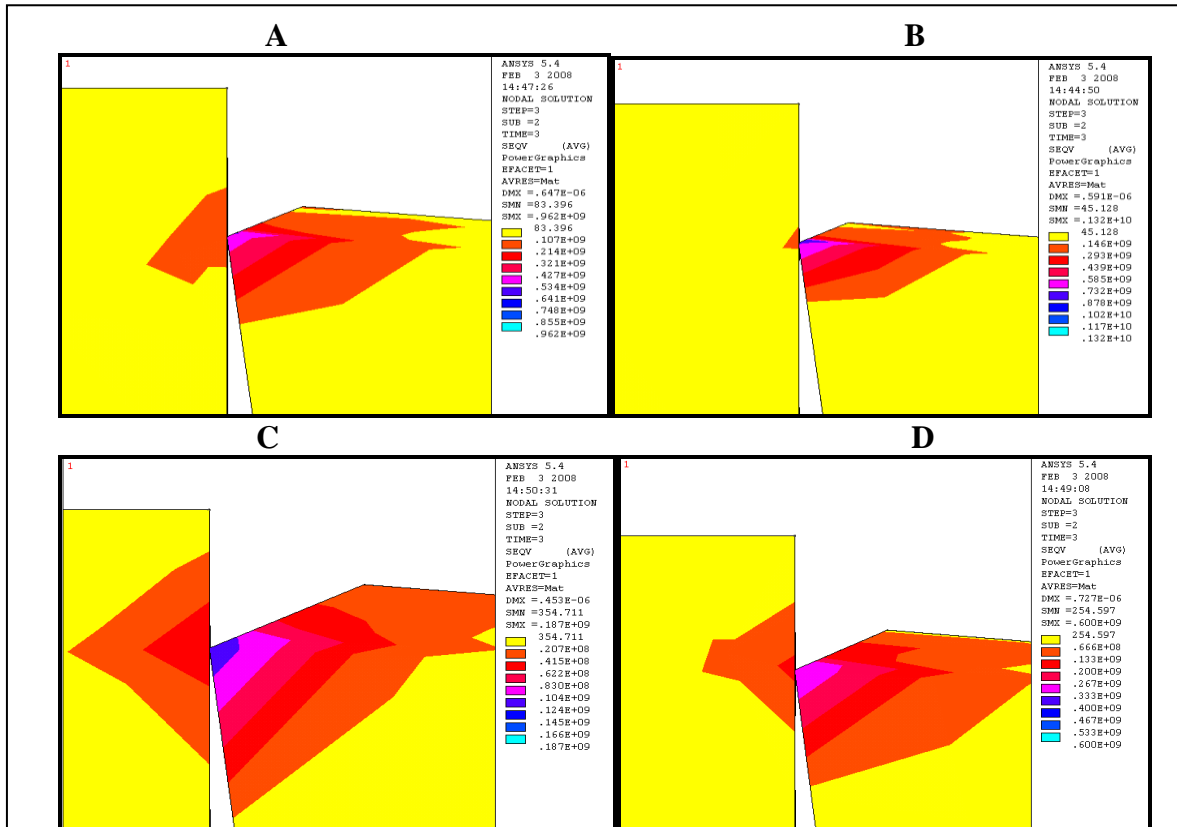 A
1
ANSYS 5.4
FEB 3 2008
14:47:26
NODAL SOLUTION
STEP=3
SUB =2
TIME=3
SEQV (AVG)
PowerGraphics
EFACET=1
AVRES=Mat
DMX =.647E-06
SMN =83.396
SMX =.962E+09
83.396
.107E+09
.214E+09
.321E+09
.427E+09
.534E+09
.641E+09
.748E+09
.855E+09
.962E+09
B
1
ANSYS 5.4
FEB 3 2008
14:44:50
NODAL SOLUTION
STEP=3
SUB =2
TIME=3
SEQV (AVG)
PowerGraphics
EFACET=1
AVRES=Mat
DMX =.591E-06
SMN =45.128
SMX =.132E+10
45.128
.146E+09
.293E+09
.439E+09
.585E+09
.732E+09
.878E+09
.102E+10
.117E+10
.132E+10
C
1
ANSYS 5.4
FEB 3 2008
14:50:31
NODAL SOLUTION
STEP=3
SUB =2
TIME=3
SEQV (AVG)
PowerGraphics
EFACET=1
AVRES=Mat
DMX =.453E-06
SMN =354.711
SMX =.187E+09
354.711
.207E+08
.415E+08
.622E+08
.830E+08
.104E+09
.124E+09
.145E+09
.166E+09
.187E+09
D
1
ANSYS 5.4
FEB 3 2008
14:49:08
NODAL SOLUTION
STEP=3
SUB =2
TIME=3
SEQV (AVG)
PowerGraphics
EFACET=1
AVRES=Mat
DMX =.727E-06
SMN =254.597
SMX =.600E+09
254.597
.666E+08
.133E+09
.200E+09
.267E+09
.333E+09
.400E+09
.467E+09
.533E+09
.600E+09